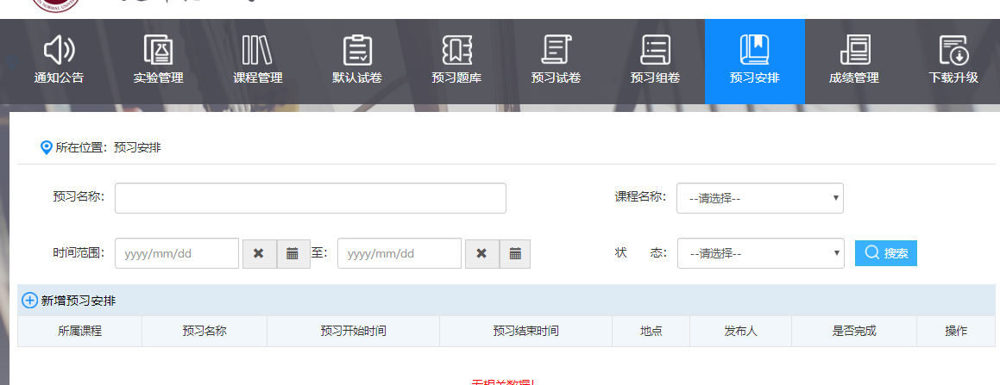 通知公告 实验管理 课程管理 默认试卷 预习题库 预习试卷 预习组卷 预习安排 成绩管理 下载升级
所在位置：预习安排
预习名称： 课程名称： --请选择--
时间范围： yyyy/mm/dd 至： yyyy/mm/dd 状 态： --请选择-- 搜索
新增预习安排
所属课程 预习名称 预习开始时间 预习结束时间 地点 发布人 是否完成 操作